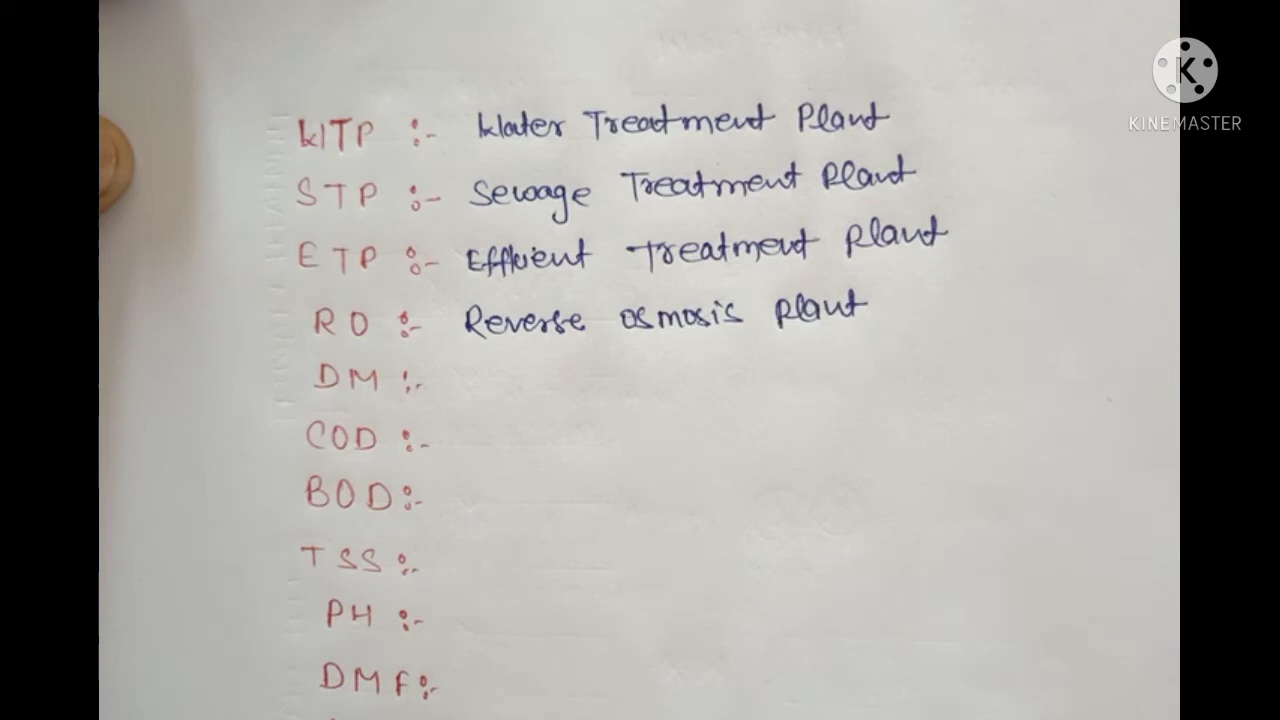 WTP :- Water Treatment Plant
STP :- Sewage Treatment Plant
ETP :- Effluent Treatment Plant
RO :- Reverse osmosis plant
DM :-
COD :-
BOD :-
TSS :-
PH :-
DMF :-
KINEMASTER